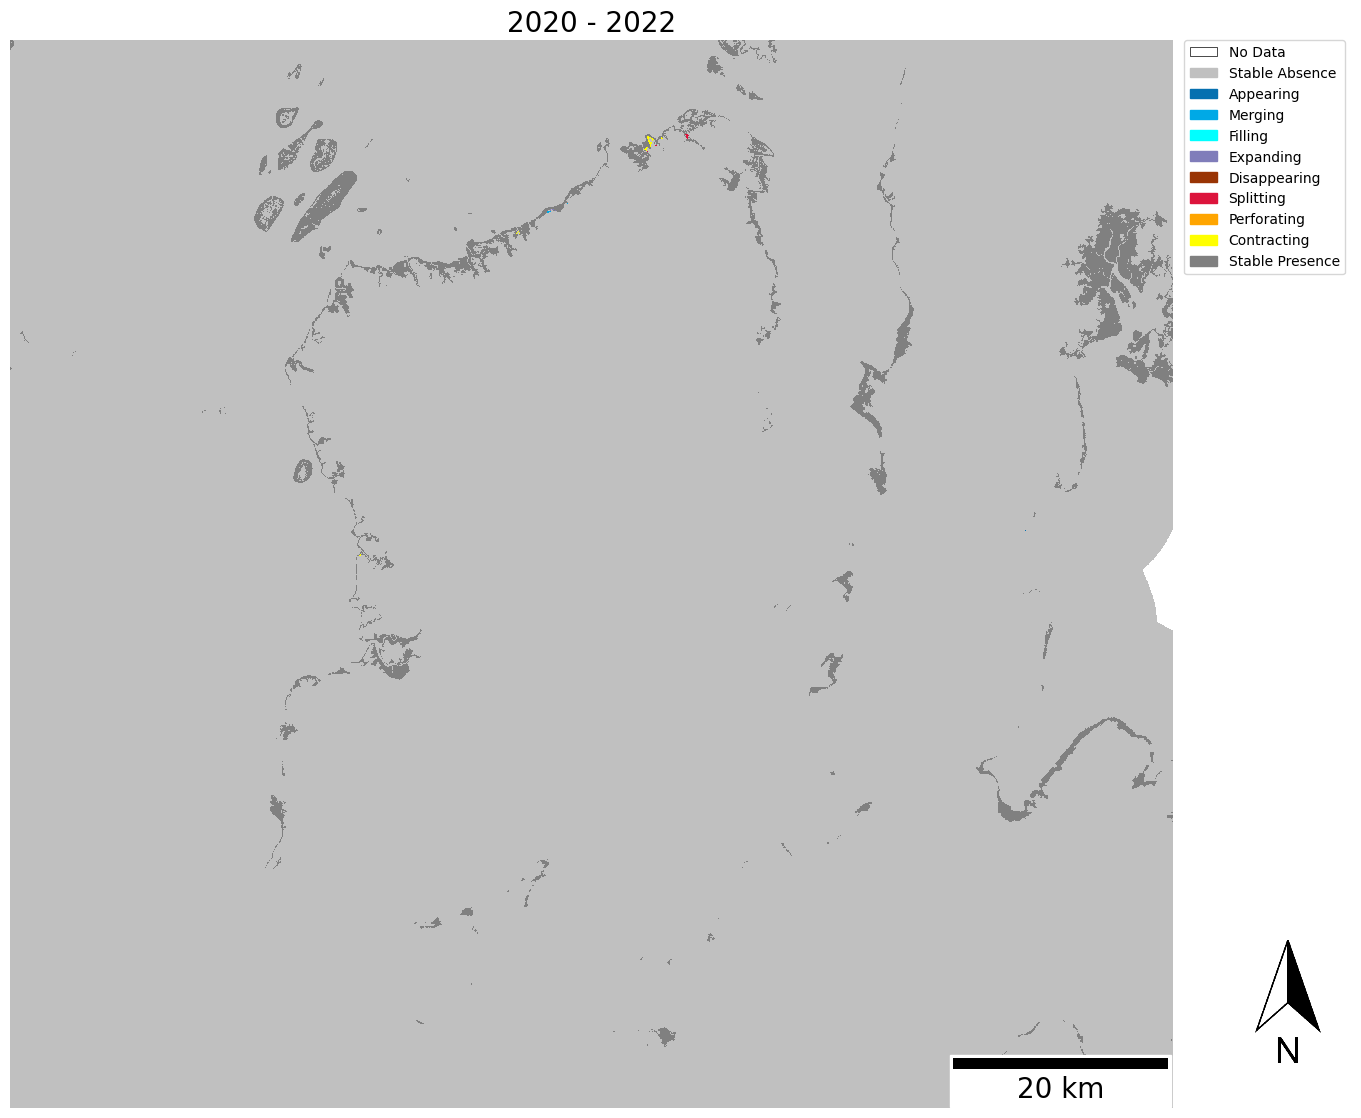 2020 - 2022
No Data
Stable Absence
Appearing
Merging
Filling
Expanding
Disappearing
Splitting
Perforating
Contracting
Stable Presence
N
20 km